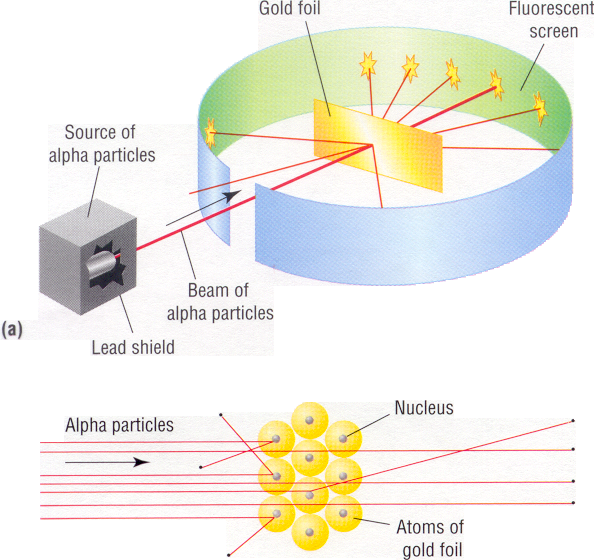 Gold foil
Fluorescent
screen
Source of
alpha particles
Beam of
alpha particles
(a)
Lead shield
Alpha particles
Nucleus
Atoms of
gold foil